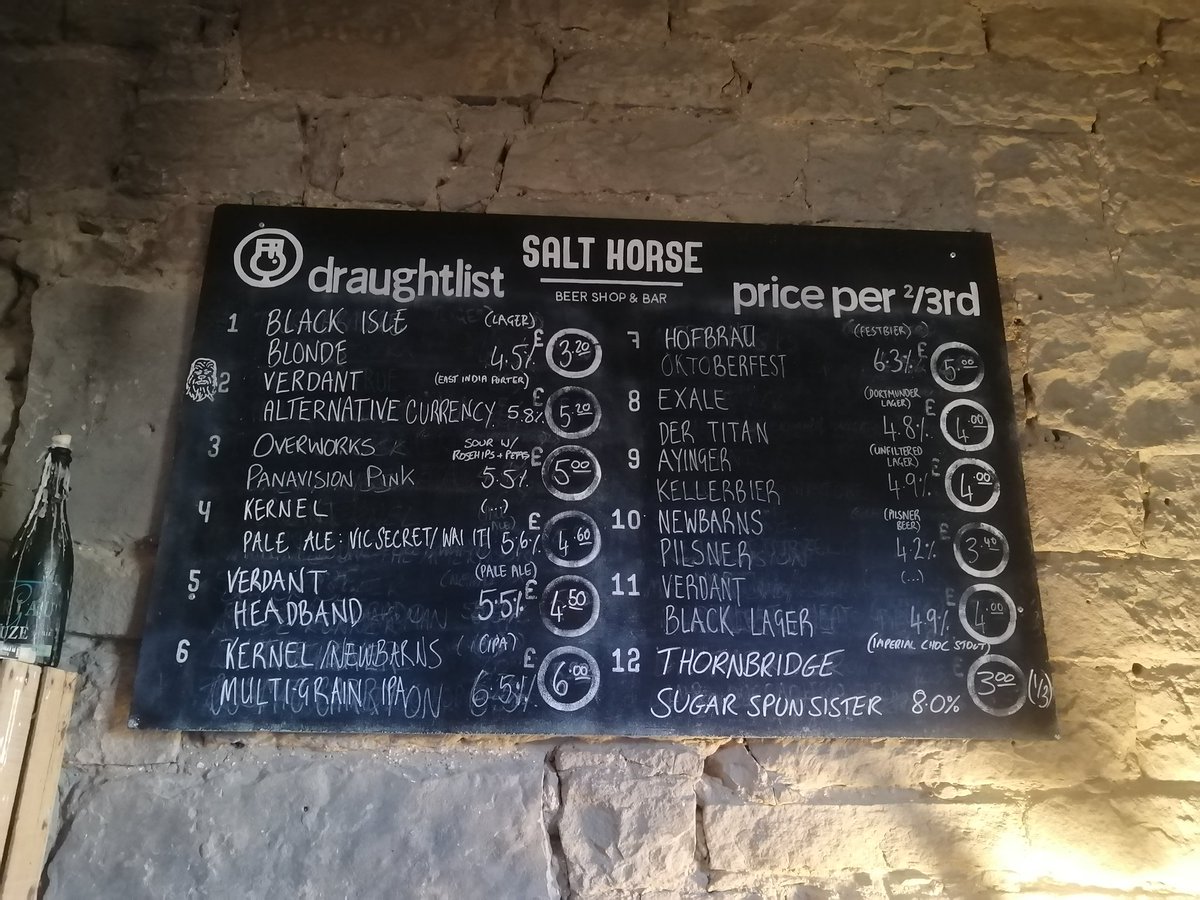 SALT HORSE
BEER SHOP & BAR
draughtlist
price per 2/3rd
1 BLACK ISLE (LAGER)
BLONDE 4.5% £ 3.20
2 VERDANT (EAST INDIA PORTER)
ALTERNATIVE CURRENCY 5.8% £ 5.20
3 OVERWORKS SOUR W/
ROSEHIPS +
PANAVISION PINK 5.5% £ 5.00
4 KERNEL (...)
PALE ALE: VIC SECRET/WAI ITI 5.6% £ 4.60
5 VERDANT (PALE ALE)
HEADBAND 5.5% £ 4.50
6 KERNEL/NEWBARNS (IPA)
MULTI-GRAIN IPA 6.5% £ 6.00
7 HOFBRAU (FESTBIER)
OKTOBERFEST 6.3% £ 5.00
8 EXALE (DORTMUNDER
LAGER)
DER TITAN 4.8% £ 4.00
9 AYINGER (UNFILTERED
LAGER)
KELLERBIER 4.9% £ 4.00
10 NEWBARNS (PILSNER
BEER)
PILSNER 4.2% £ 3.40
11 VERDANT (...)
BLACK LAGER 4.9% £ 4.00
12 THORNBRIDGE (IMPERIAL CHOC STOUT)
SUGAR SPUN SISTER 8.0% £ 3.00 (1/3)
UZE